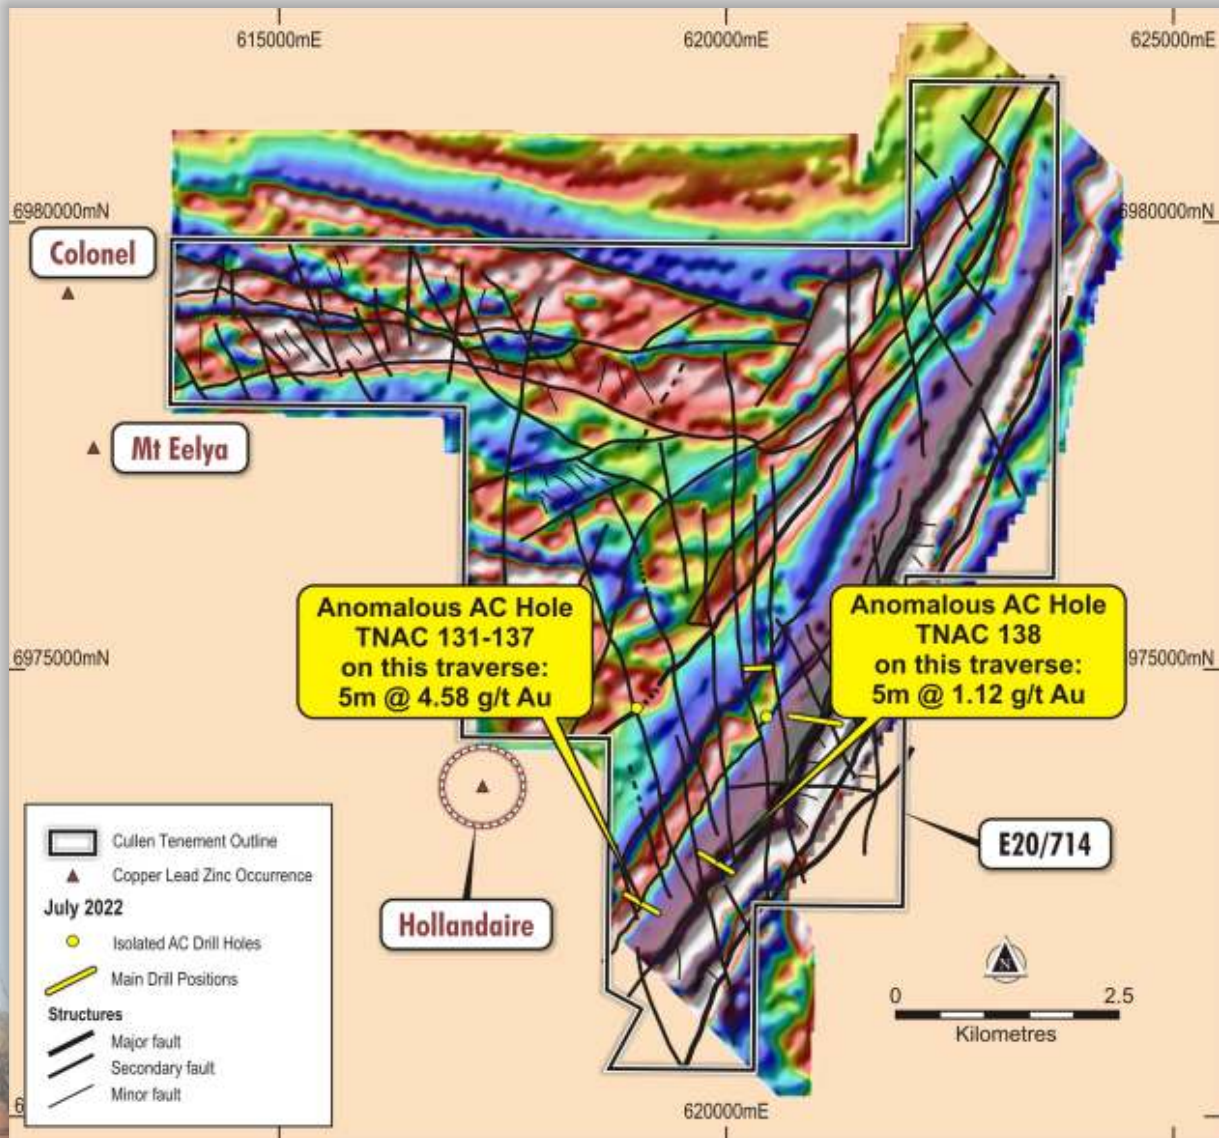 615000mE
620000mE
625000mE
6980000mN
6980000mN
Colonel
Mt Eelya
Anomalous AC Hole
TNAC 131-137
on this traverse:
5m @ 4.58 g/t Au
Anomalous AC Hole
TNAC 138
on this traverse:
5m @ 1.12 g/t Au
6975000mN
975000mN
E20/714
Hollandaire
Cullen Tenement Outline
Copper Lead Zinc Occurrence
July 2022
Isolated AC Drill Holes
Main Drill Positions
Structures
Major fault
Secondary fault
Minor fault
N
0
2.5
Kilometres
6
620000mE